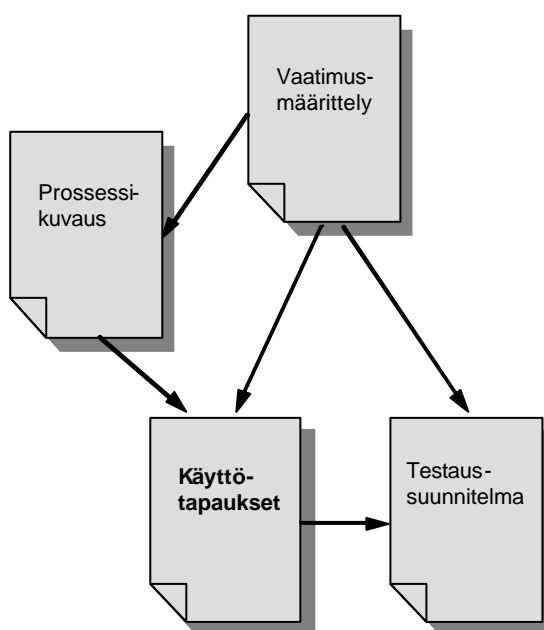 Vaatimus-
määrittely
Prossessi-
kuvaus
Käyttö-
tapaukset
Testaus-
suunnitelma